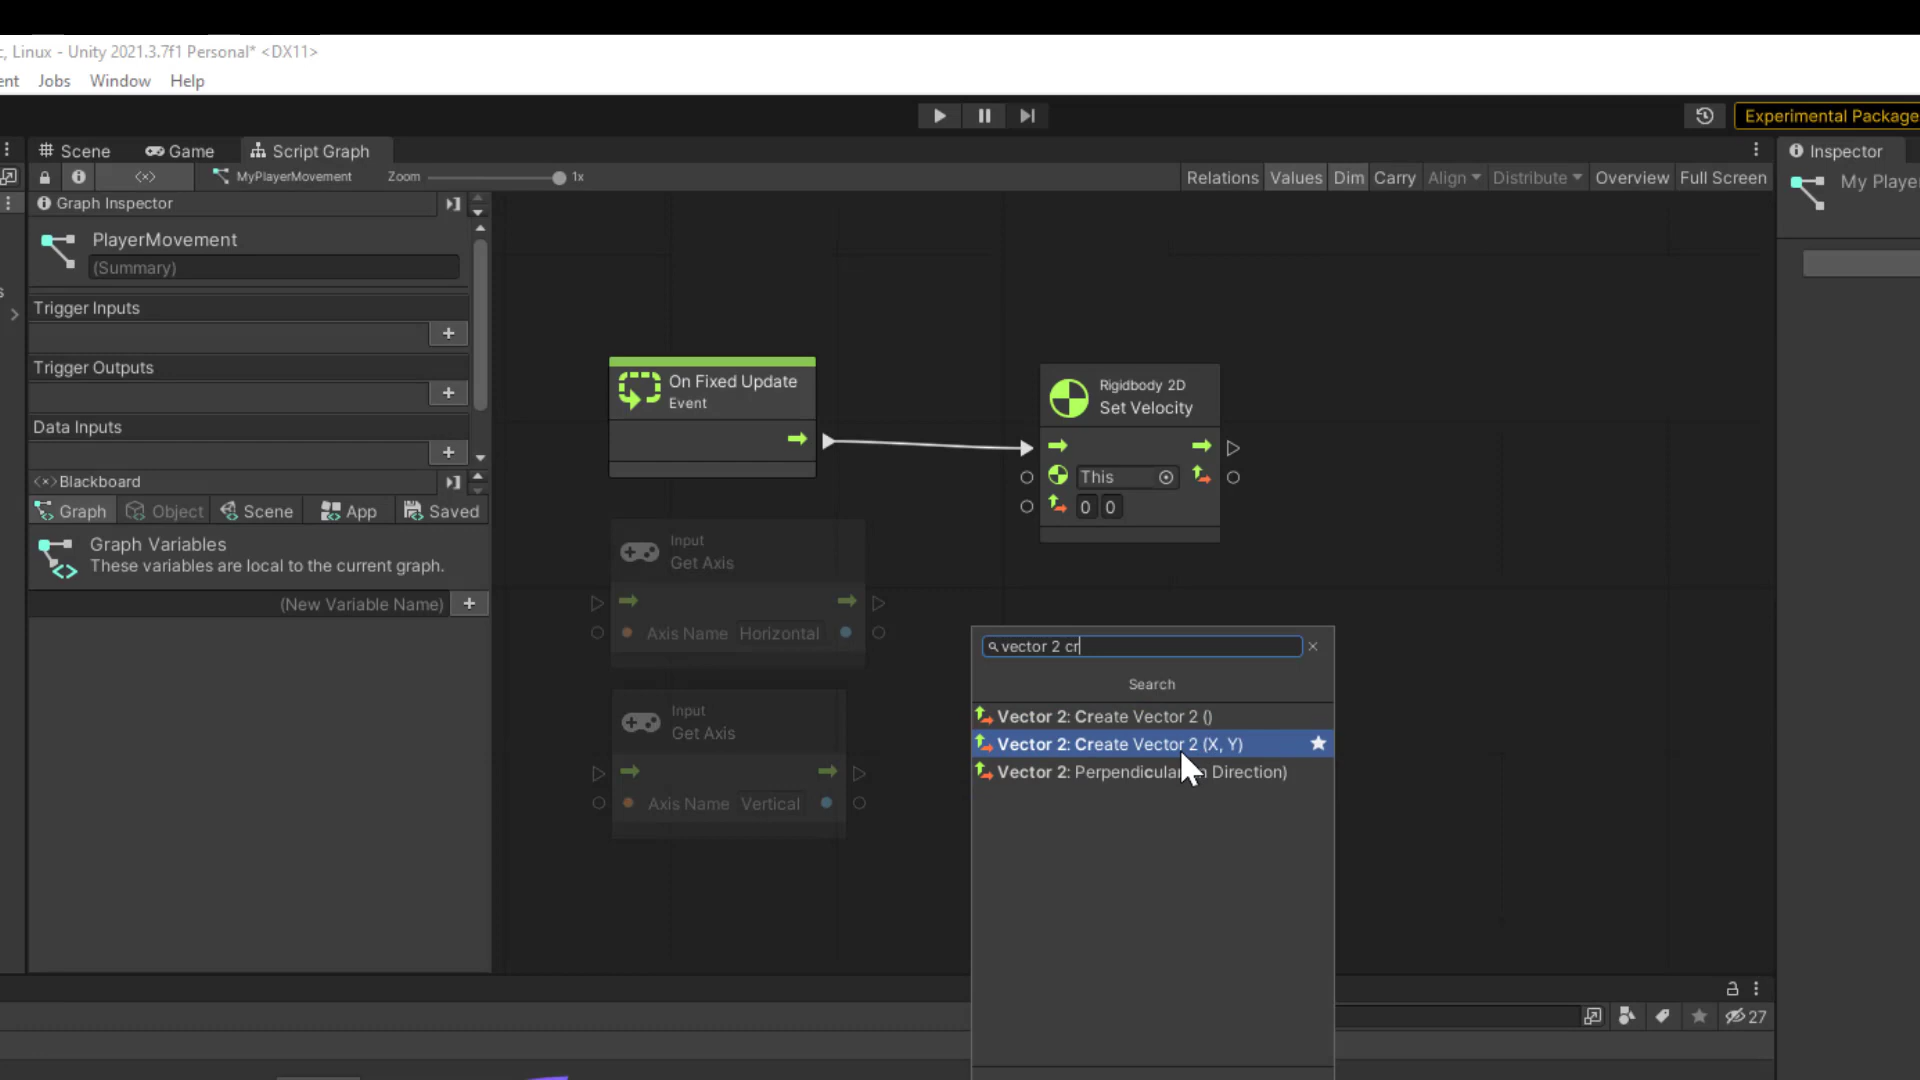 c, Linux - Unity 2021.3.7f1 Personal* <DX11>
ent Jobs Window Help
Experimental Package
Scene Game Script Graph
Inspector
<x> MyPlayerMovement Zoom 1x
Relations Values Dim Carry Align Distribute Overview Full Screen
My Player
Graph Inspector
PlayerMovement
(Summary)
Trigger Inputs
+
Trigger Outputs
+
Data Inputs
+
<x> Blackboard
Graph Object Scene App Saved
Graph Variables
These variables are local to the current graph.
(New Variable Name) +
On Fixed Update
Event
Rigidbody 2D
Set Velocity
This
0 0
Input
Get Axis
Axis Name Horizontal
Input
Get Axis
Axis Name Vertical
vector 2 cr
Search
Vector 2: Create Vector 2 ()
Vector 2: Create Vector 2 (X, Y)
Vector 2: Perpendicular Direction)
27